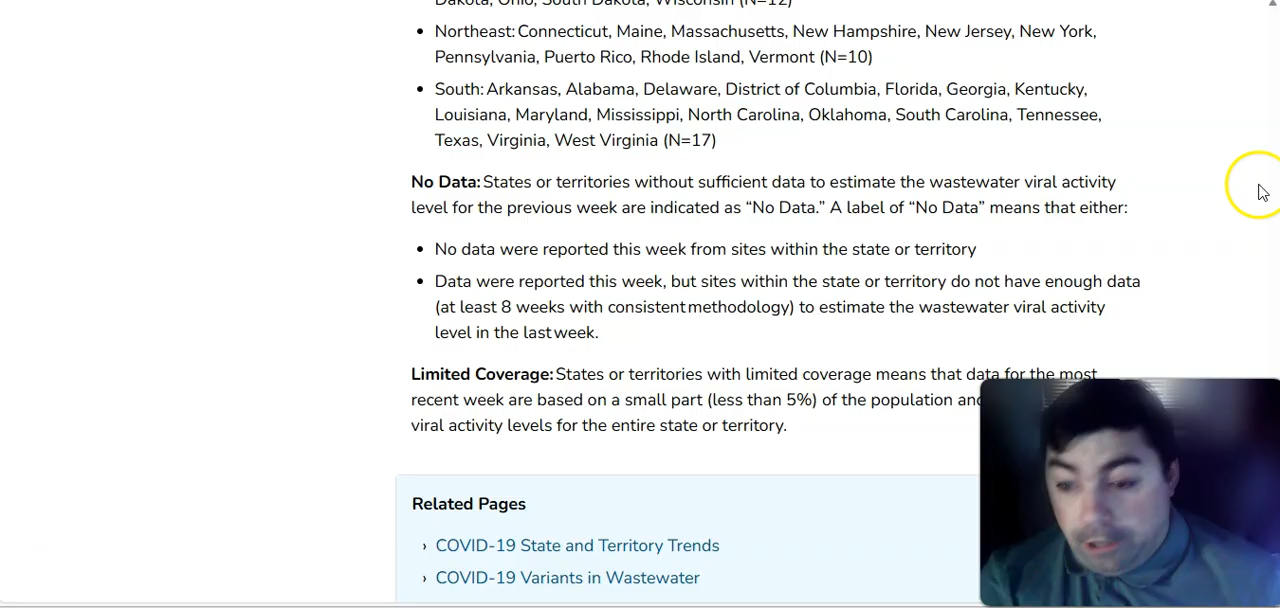 Dakota, Ohio, South Dakota, Wisconsin (N=12)
• Northeast: Connecticut, Maine, Massachusetts, New Hampshire, New Jersey, New York,
Pennsylvania, Puerto Rico, Rhode Island, Vermont (N=10)
• South: Arkansas, Alabama, Delaware, District of Columbia, Florida, Georgia, Kentucky,
Louisiana, Maryland, Mississippi, North Carolina, Oklahoma, South Carolina, Tennessee,
Texas, Virginia, West Virginia (N=17)
No Data: States or territories without sufficient data to estimate the wastewater viral activity
level for the previous week are indicated as “No Data.” A label of “No Data” means that either:
• No data were reported this week from sites within the state or territory
• Data were reported this week, but sites within the state or territory do not have enough data
(at least 8 weeks with consistent methodology) to estimate the wastewater viral activity
level in the last week.
Limited Coverage: States or territories with limited coverage means that data for the most
recent week are based on a small part (less than 5%) of the population and
viral activity levels for the entire state or territory.
Related Pages
› COVID-19 State and Territory Trends
› COVID-19 Variants in Wastewater